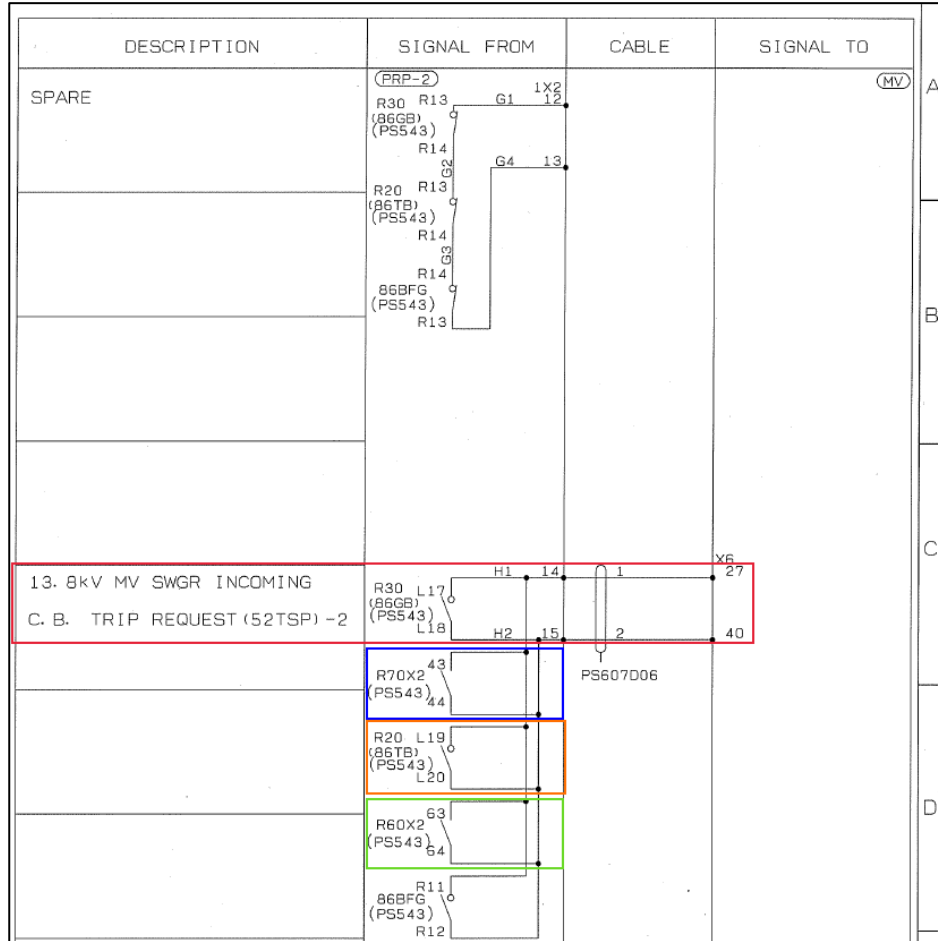 DESCRIPTION SIGNAL FROM CABLE SIGNAL TO
(PRP-2) (MV) A
SPARE
1X2
R30 R13 G1 12
(86GB)
(PS543)
R14
G2
G4 13
R20 R13
(86TB)
(PS543)
R14
G3
R14
86BFG
(PS543)
R13
B
C
X6
13.8kV MV SWGR INCOMING
C.B. TRIP REQUEST(52TSP)-2
R30 L17 H1 14 1 27
(86GB)
(PS543)
L18 H2 15 2 40
PS607D06
43
R70X2
(PS543)
44
R20 L19
(86TB)
(PS543)
L20
63
R60X2
(PS543)
64
D
R11
86BFG
(PS543)
R12